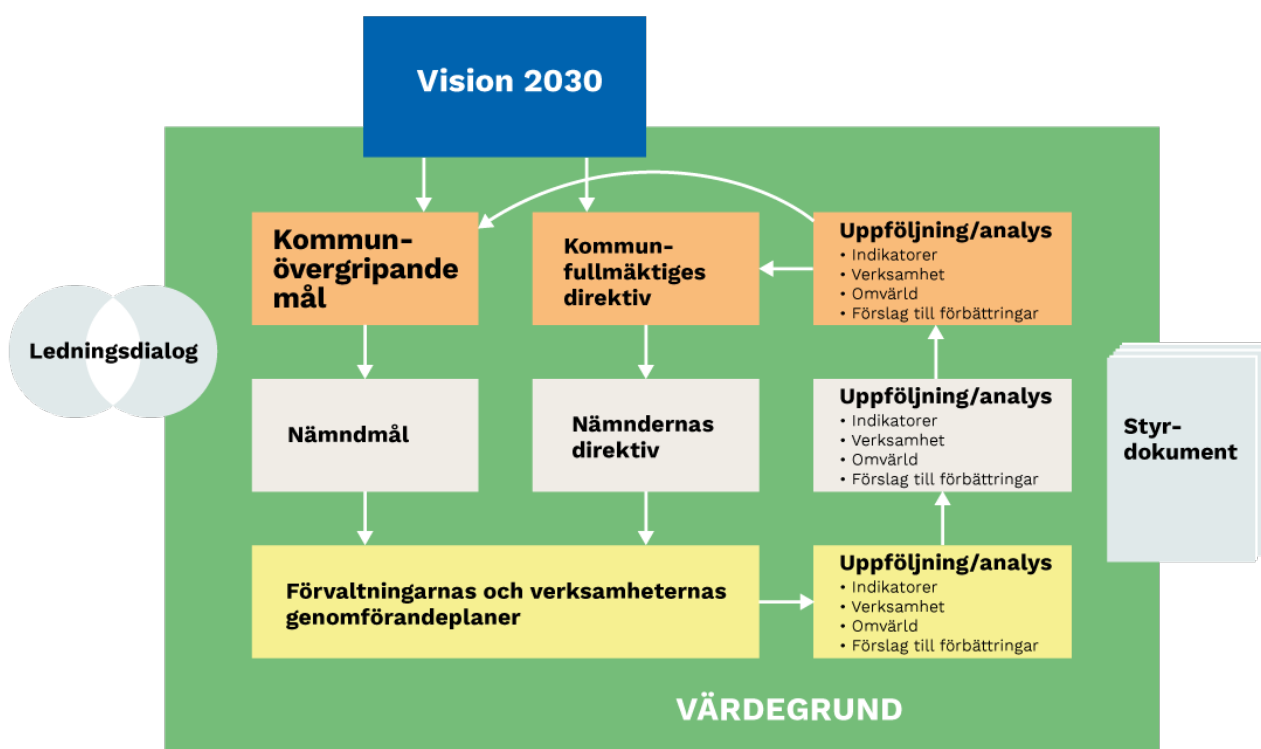 Vision 2030
Kommun-
övergripande
mål
Kommun-
fullmäktiges
direktiv
Uppföljning/analys
• Indikatorer
• Verksamhet
• Omvärld
• Förslag till förbättringar
Ledningsdialog
Nämndmål
Nämndernas
direktiv
Uppföljning/analys
• Indikatorer
• Verksamhet
• Omvärld
• Förslag till förbättringar
Styr-
dokument
Förvaltningarnas och verksamheternas
genomförandeplaner
Uppföljning/analys
• Indikatorer
• Verksamhet
• Omvärld
• Förslag till förbättringar
VÄRDEGRUND